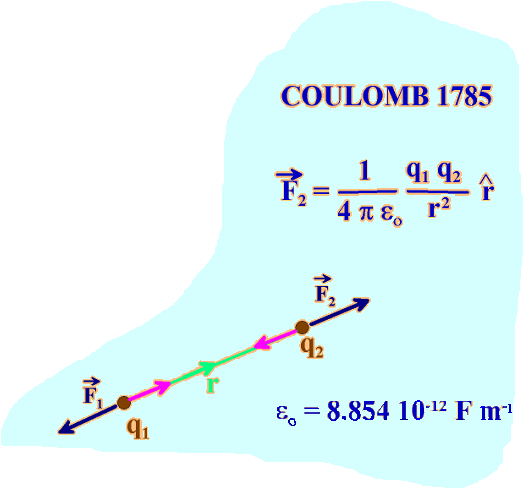 COULOMB 1785
F⃗₂ = 1 / (4 π ε₀) q₁ q₂ / r² r̂
F⃗₂
q₂
r
F⃗₁
q₁
ε₀ = 8.854 10⁻¹² F m⁻¹